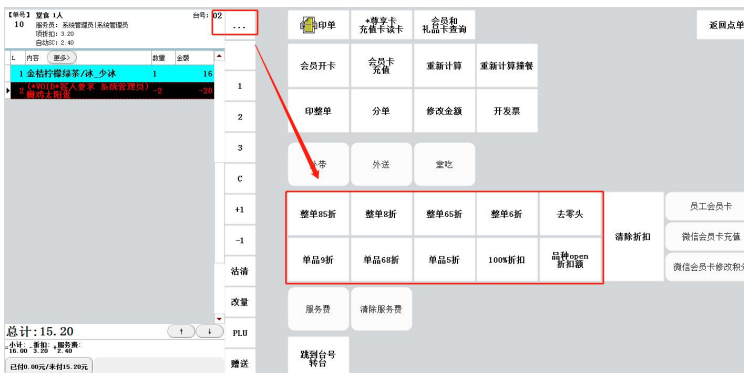 【单号】 堂食 1人 台号: 02
10 服务员: 系统管理员|系统管理员
项折扣: 3.20
自动SC: 2.40
L 内容 更多> 数量 金额
1 金桔柠檬绿茶/冰_少冰 1 16
2 (*VOID*客人要求 系统管理员) -2 -20
总计:15.20
小计: -折扣: +服务费:
=16.00 3.20 2.40
已付0.00元/未付15.20元
...
1
2
3
C
+1
-1
沽清
改量
PLU
赠送
印单
*尊享卡
充值卡读卡
会员和
礼品卡查询
返回点单
会员开卡
会员卡
充值
重新计算
重新计算撞餐
印整单
分单
修改金额
开发票
外带
外送
堂吃
整单85折
整单8折
整单65折
整单6折
去零头
单品9折
单品68折
单品5折
100%折扣
品种open
折扣额
清除折扣
员工会员卡
微信会员卡充值
微信会员卡修改积分
服务费
清除服务费
跳到台号
转台